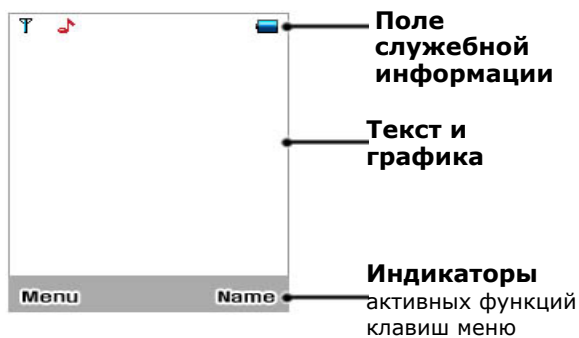 Поле
служебной
информации
Текст и
графика
Menu Name
Индикаторы
активных функций
клавиш меню